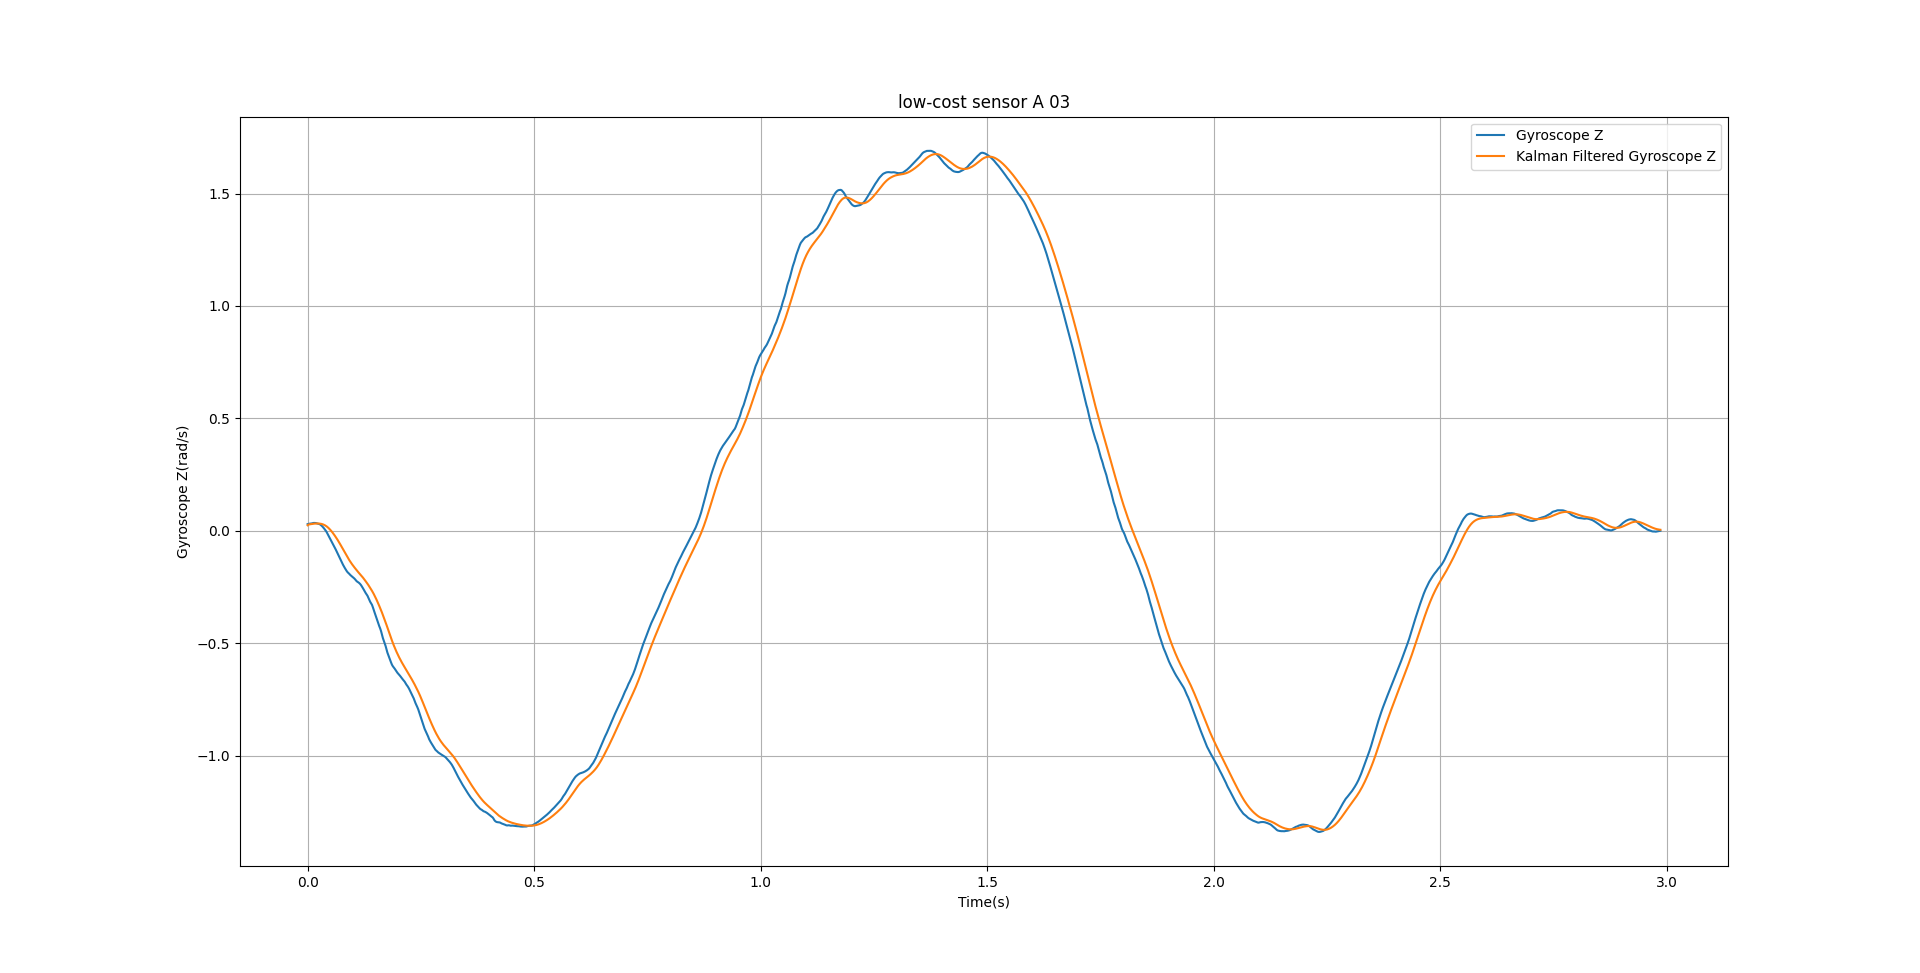 low-cost sensor A 03
Gyroscope Z
Kalman Filtered Gyroscope Z
Gyroscope Z(rad/s)
1.5
1.0
0.5
0.0
−0.5
−1.0
0.0 0.5 1.0 1.5 2.0 2.5 3.0
Time(s)